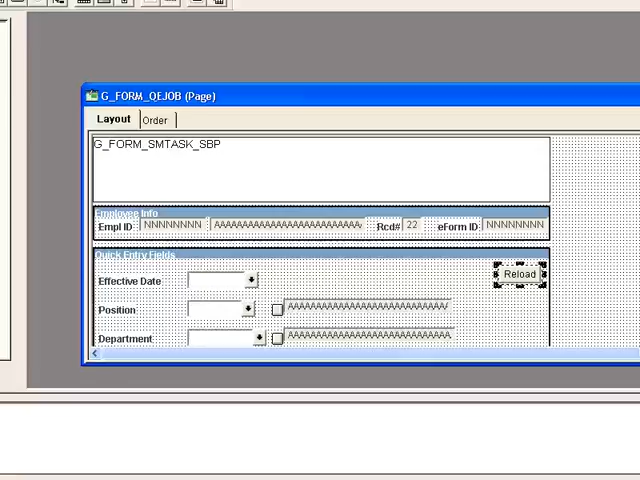 G_FORM_QEJOB (Page)
Layout Order
G_FORM_SMTASK_SBP
Employee Info
Empl ID: NNNNNNNN Rcd# 22 eForm ID: NNNNNNNN
Quick Entry Fields
Reload
Effective Date
Position
Department